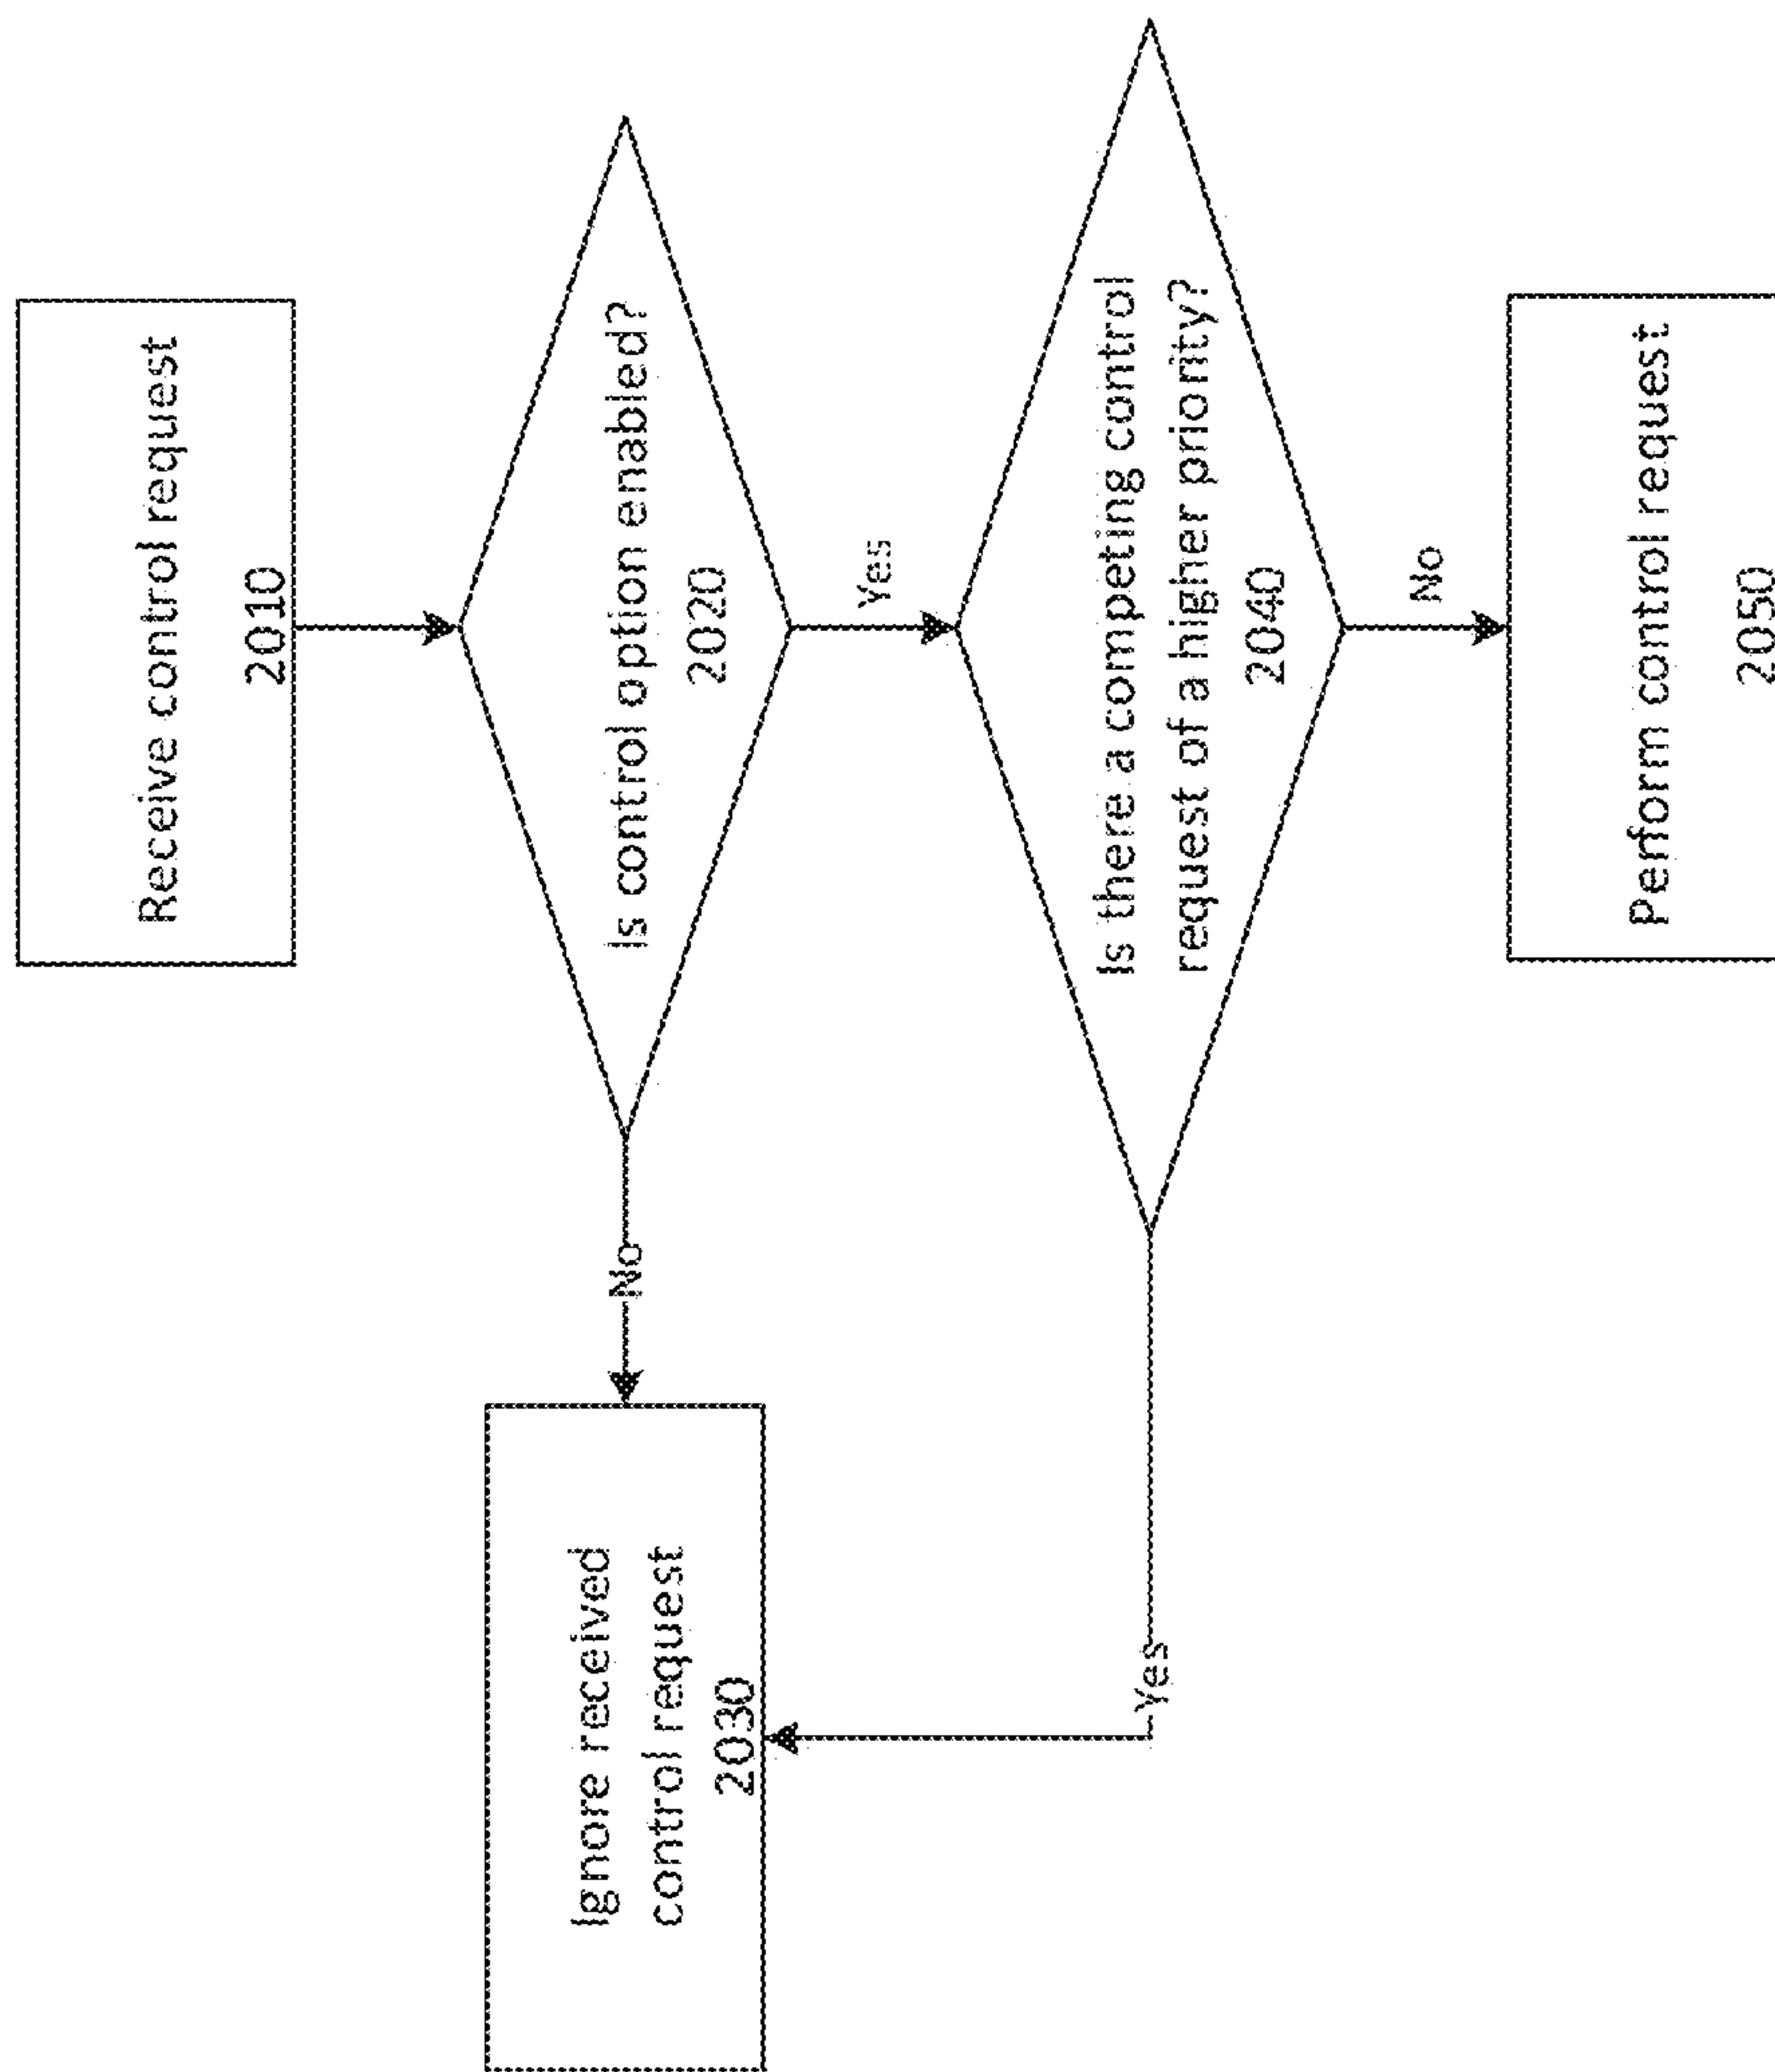 Receive control request
2010
Is control option enabled?
2020
No
Yes
Ignore received
control request
2030
Is there a competing control
request of a higher priority?
2040
Yes
No
Perform control request
2050